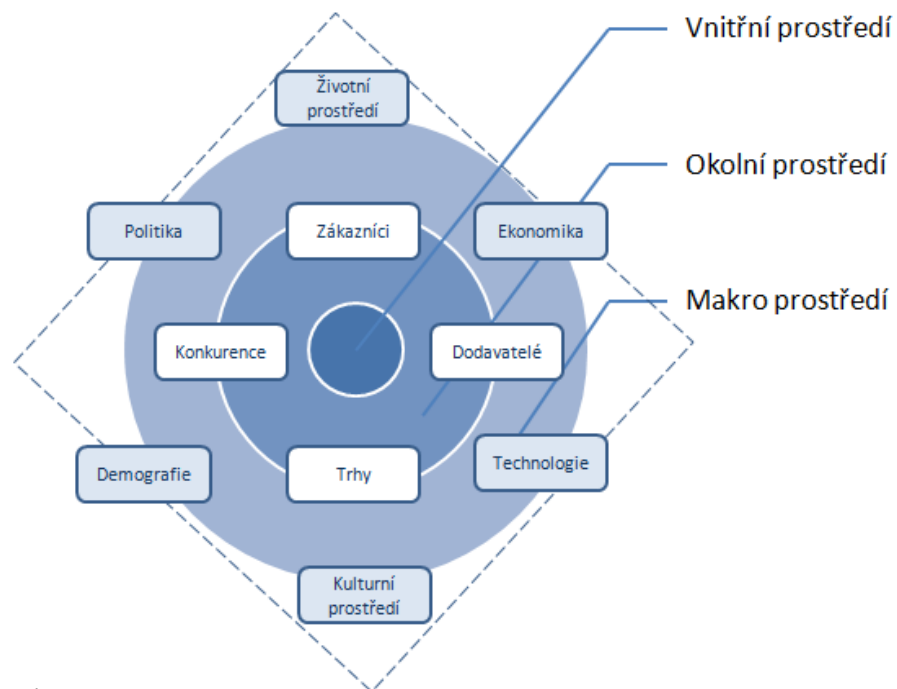 Vnitřní prostředí
Životní
prostředí
Okolní prostředí
Politika
Zákazníci
Ekonomika
Makro prostředí
Konkurence
Dodavatelé
Demografie
Trhy
Technologie
Kulturní
prostředí